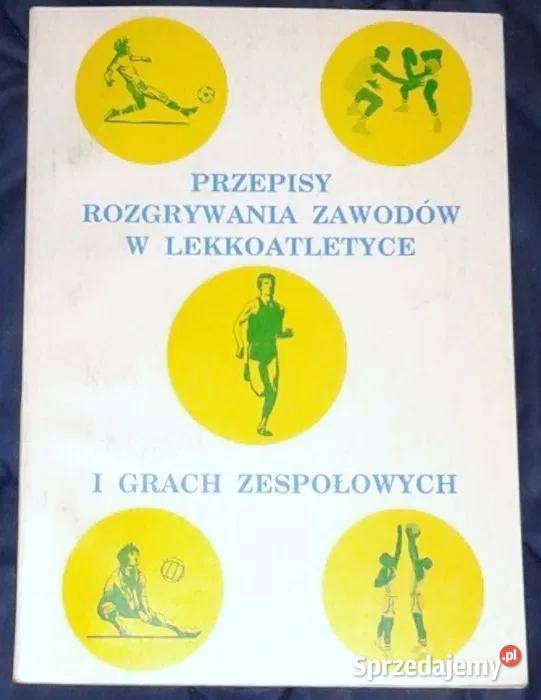 PRZEPISY
ROZGRYWANIA ZAWODÓW
W LEKKOATLETYCE
I GRACH ZESPOŁOWYCH
Sprzedajemy.pl